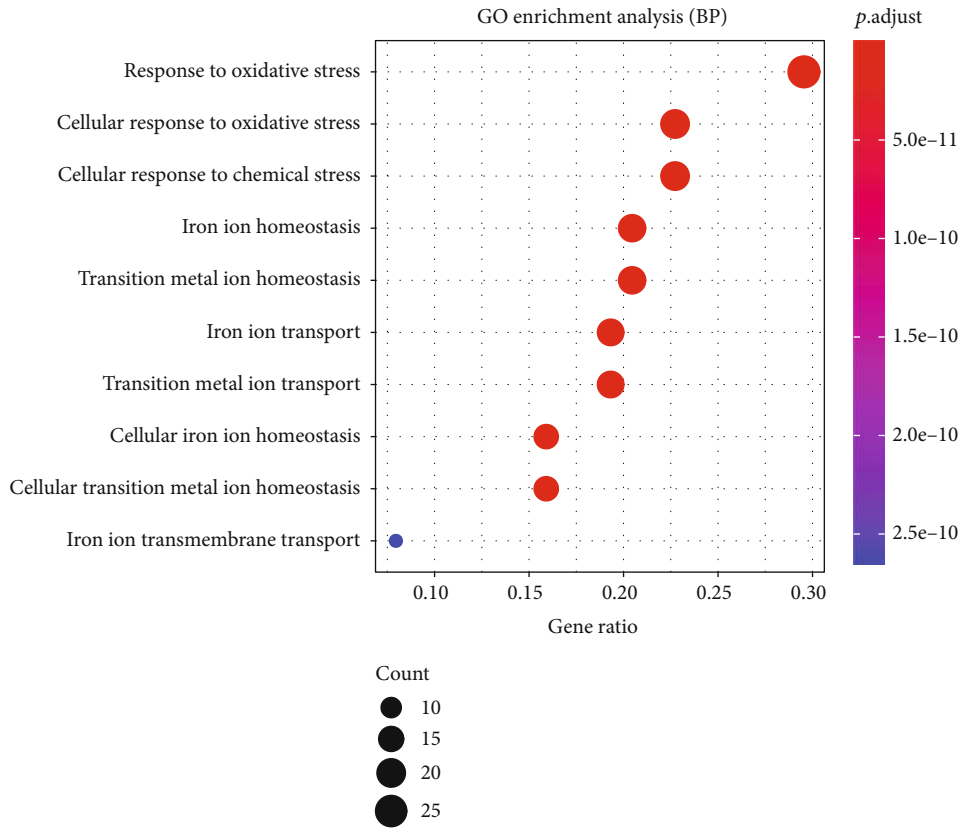 GO enrichment analysis (BP)
p.adjust
Response to oxidative stress
Cellular response to oxidative stress
Cellular response to chemical stress
Iron ion homeostasis
Transition metal ion homeostasis
Iron ion transport
Transition metal ion transport
Cellular iron ion homeostasis
Cellular transition metal ion homeostasis
Iron ion transmembrane transport
5.0e–11
1.0e–10
1.5e–10
2.0e–10
2.5e–10
0.10 0.15 0.20 0.25 0.30
Gene ratio
Count
10
15
20
25